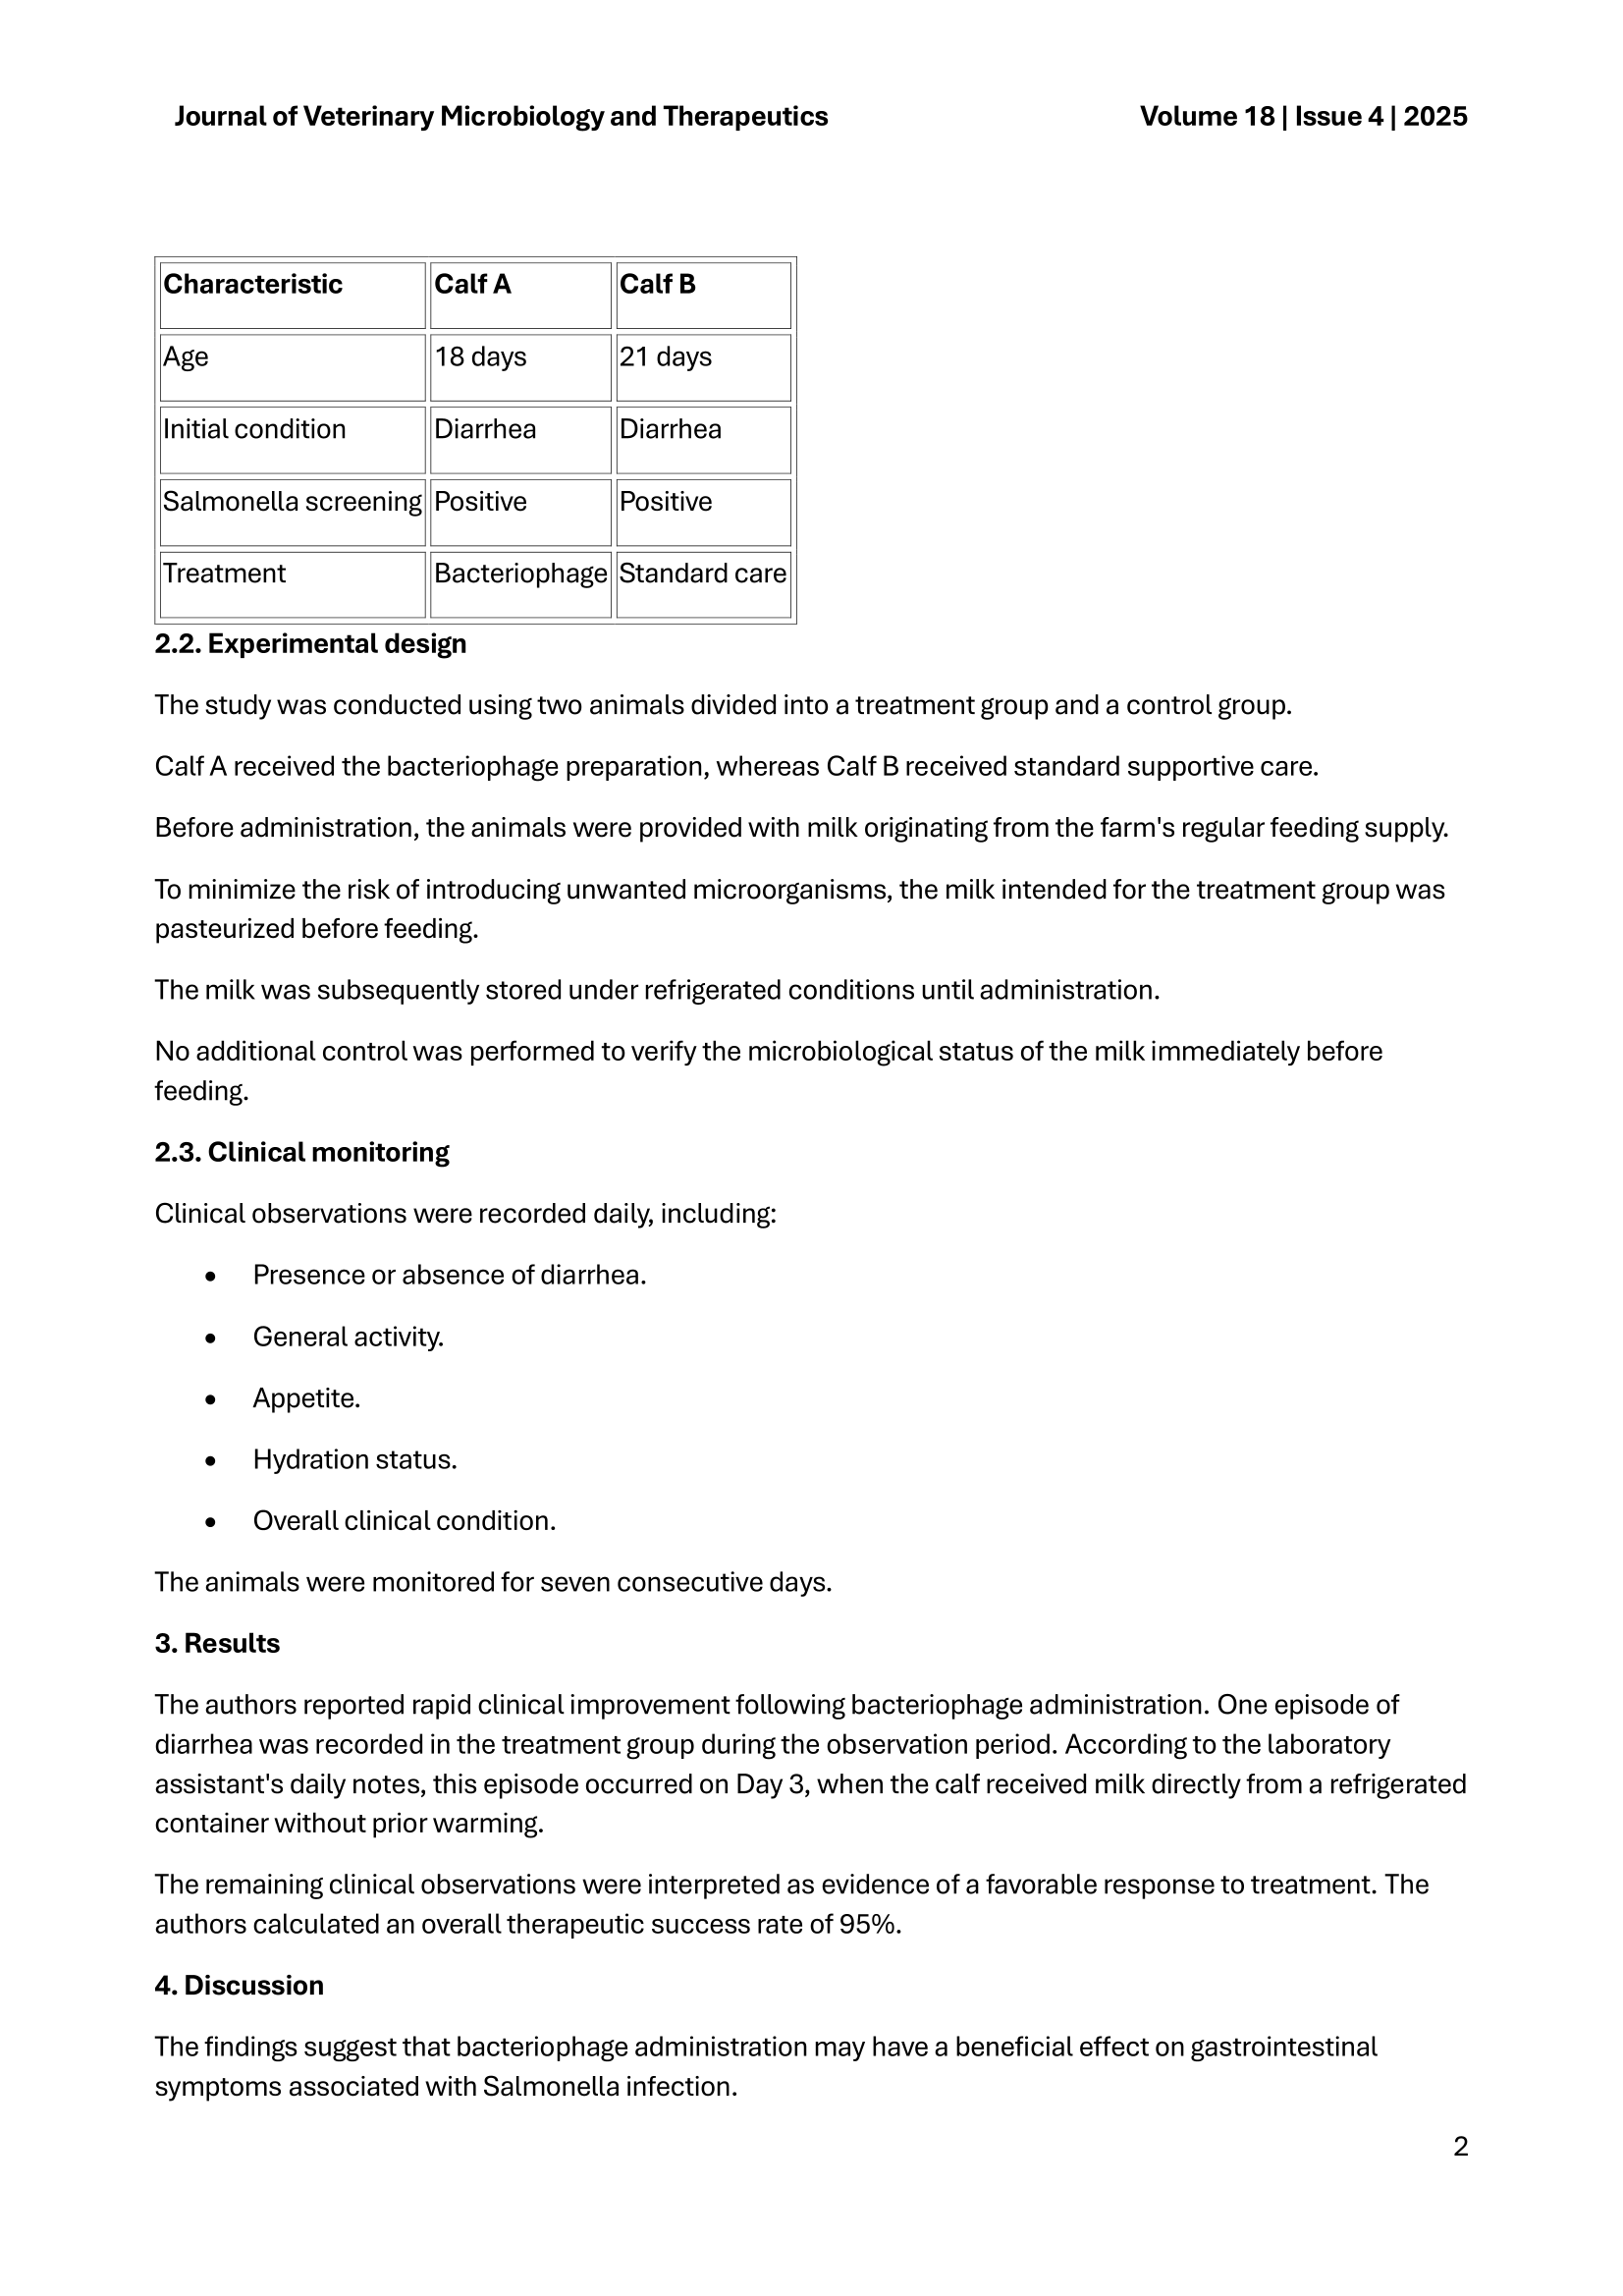 Journal of Veterinary Microbiology and Therapeutics Volume 18 | Issue 4 | 2025
Characteristic Calf A Calf B
Age 18 days 21 days
Initial condition Diarrhea Diarrhea
Salmonella screening Positive Positive
Treatment Bacteriophage Standard care
2.2. Experimental design
The study was conducted using two animals divided into a treatment group and a control group.
Calf A received the bacteriophage preparation, whereas Calf B received standard supportive care.
Before administration, the animals were provided with milk originating from the farm's regular feeding supply.
To minimize the risk of introducing unwanted microorganisms, the milk intended for the treatment group was
pasteurized before feeding.
The milk was subsequently stored under refrigerated conditions until administration.
No additional control was performed to verify the microbiological status of the milk immediately before
feeding.
2.3. Clinical monitoring
Clinical observations were recorded daily, including:
• Presence or absence of diarrhea.
• General activity.
• Appetite.
• Hydration status.
• Overall clinical condition.
The animals were monitored for seven consecutive days.
3. Results
The authors reported rapid clinical improvement following bacteriophage administration. One episode of
diarrhea was recorded in the treatment group during the observation period. According to the laboratory
assistant's daily notes, this episode occurred on Day 3, when the calf received milk directly from a refrigerated
container without prior warming.
The remaining clinical observations were interpreted as evidence of a favorable response to treatment. The
authors calculated an overall therapeutic success rate of 95%.
4. Discussion
The findings suggest that bacteriophage administration may have a beneficial effect on gastrointestinal
symptoms associated with Salmonella infection.
2